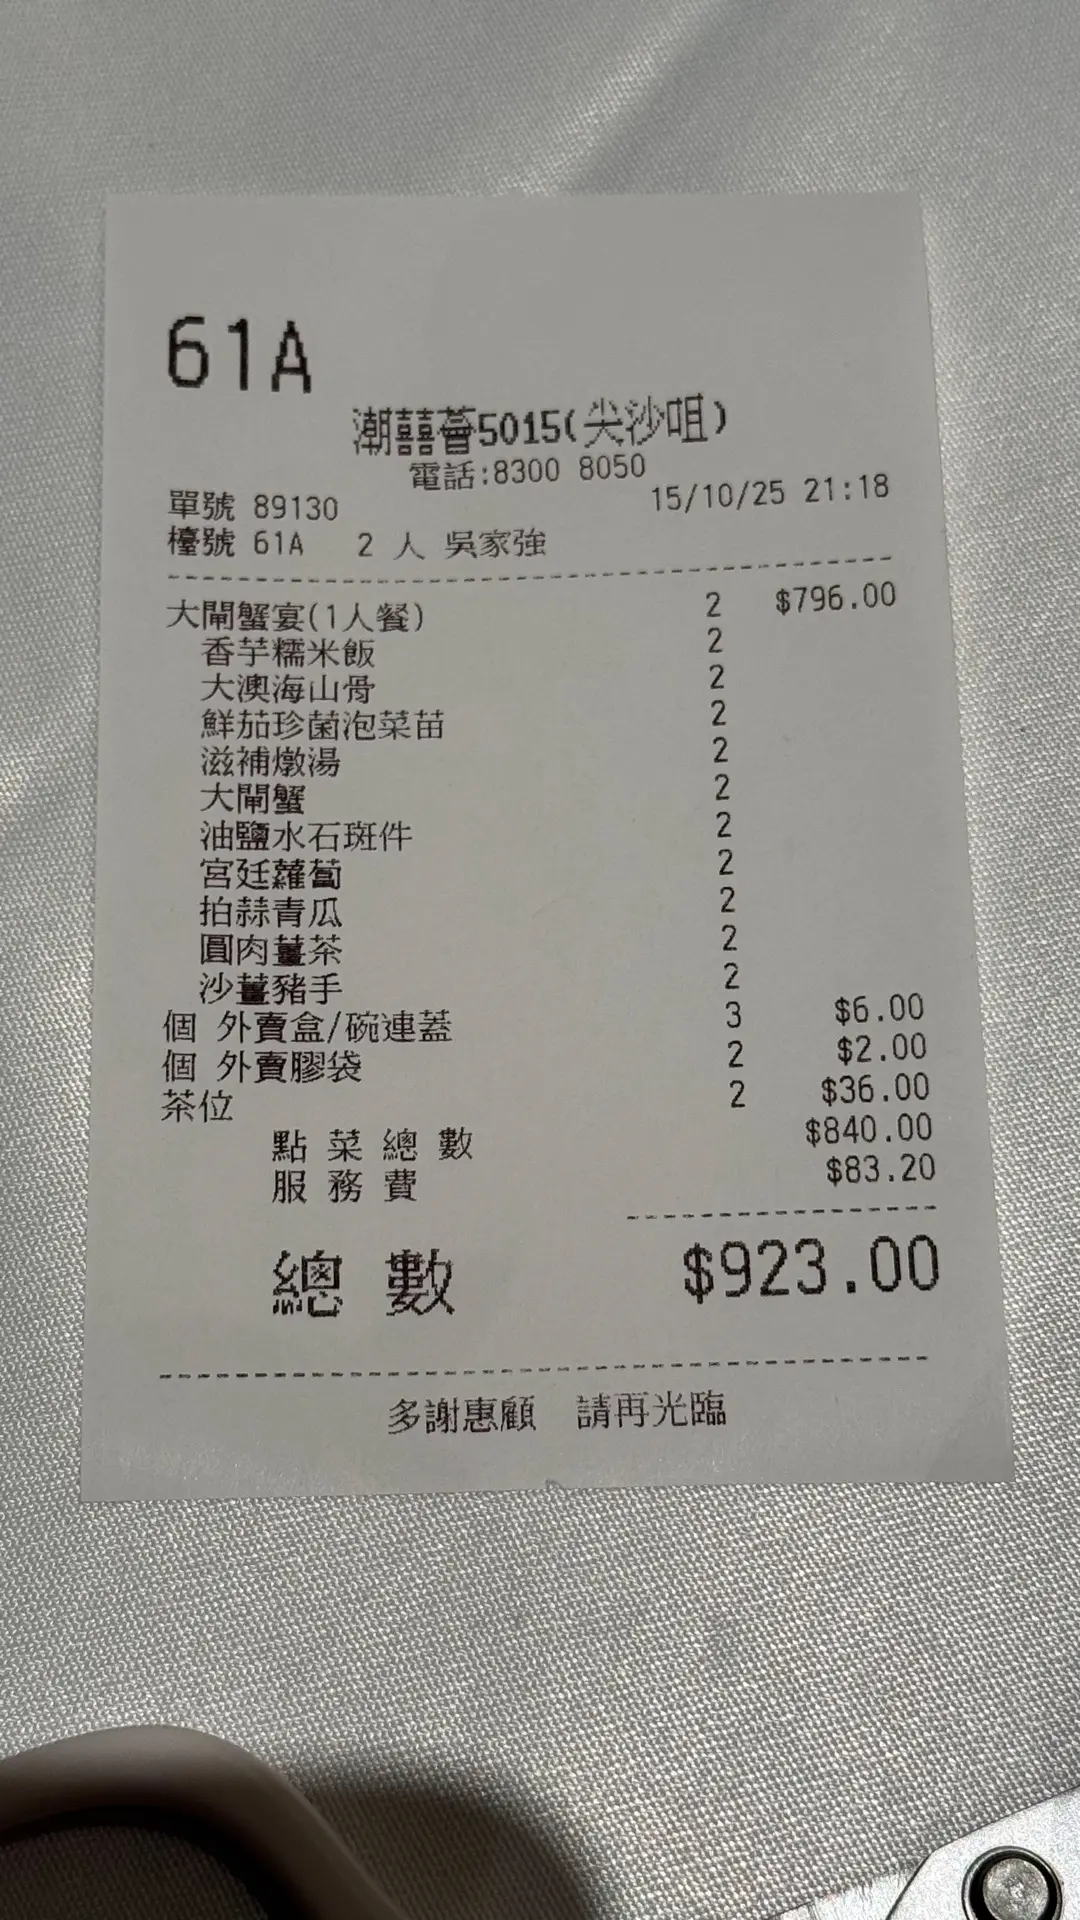 61A
潮囍薈5015(尖沙咀)
電話:8300 8050
單號 89130 15/10/25 21:18
檯號 61A 2 人 吳家強
大閘蟹宴(1人餐) 2 $796.00
香芋糯米飯 2
大澳海山骨 2
鮮茄珍菌泡菜苗 2
滋補燉湯 2
大閘蟹 2
油鹽水石斑件 2
宮廷蘿蔔 2
拍蒜青瓜 2
圓肉薑茶 2
沙薑豬手 2
個 外賣盒/碗連蓋 3 $6.00
個 外賣膠袋 2 $2.00
茶位 2 $36.00
點 菜 總 數 $840.00
服 務 費 $83.20
總 數 $923.00
多謝惠顧 請再光臨